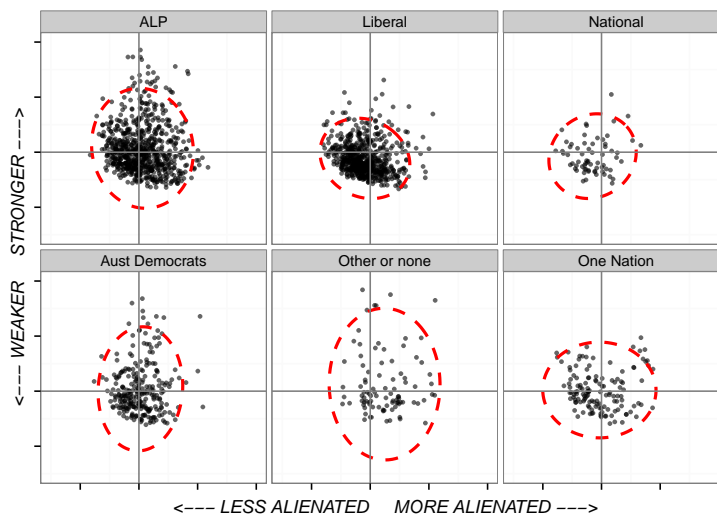 ALP
Liberal
National
STRONGER --->
Aust Democrats
Other or none
One Nation
<--- WEAKER
<--- LESS ALIENATED
MORE ALIENATED --->